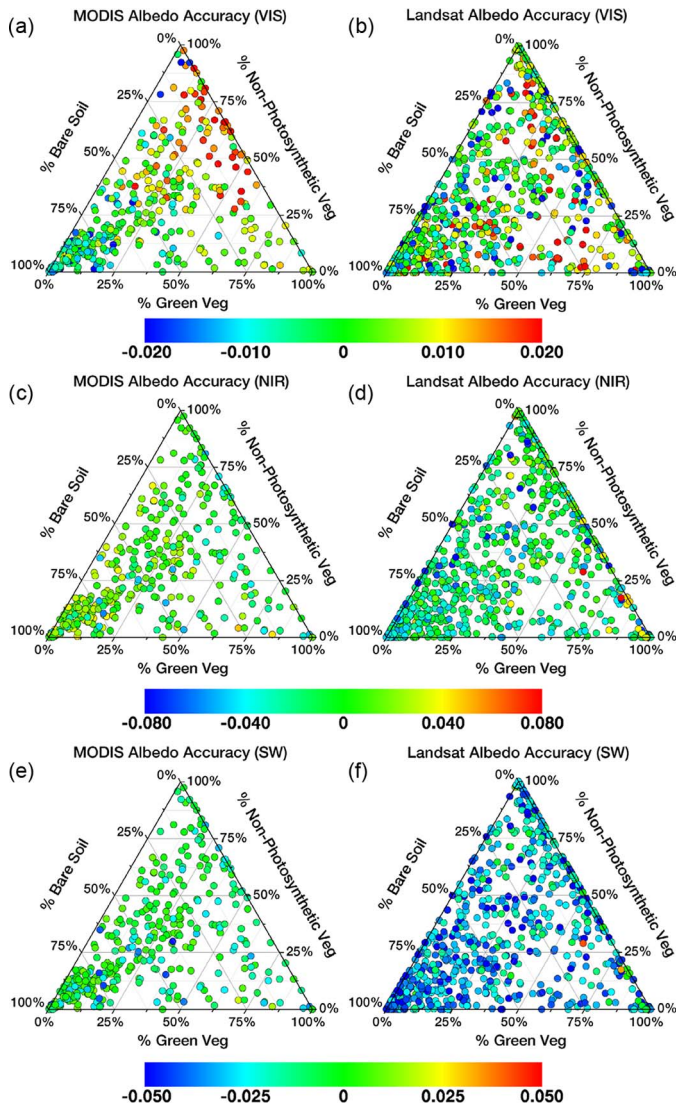 (a) MODIS Albedo Accuracy (VIS)
0% 100%
% Bare Soil
% Non-Photosynthetic Veg
25% 75%
50% 50%
75% 25%
100% 0%
0% 25% 50% 75% 100%
% Green Veg
(b) Landsat Albedo Accuracy (VIS)
0% 100%
% Bare Soil
% Non-Photosynthetic Veg
25% 75%
50% 50%
75% 25%
100% 0%
0% 25% 50% 75% 100%
% Green Veg
-0.020 -0.010 0 0.010 0.020
(c) MODIS Albedo Accuracy (NIR)
0% 100%
% Bare Soil
% Non-Photosynthetic Veg
25% 75%
50% 50%
75% 25%
100% 0%
0% 25% 50% 75% 100%
% Green Veg
(d) Landsat Albedo Accuracy (NIR)
0% 100%
% Bare Soil
% Non-Photosynthetic Veg
25% 75%
50% 50%
75% 25%
100% 0%
0% 25% 50% 75% 100%
% Green Veg
-0.080 -0.040 0 0.040 0.080
(e) MODIS Albedo Accuracy (SW)
0% 100%
% Bare Soil
% Non-Photosynthetic Veg
25% 75%
50% 50%
75% 25%
100% 0%
0% 25% 50% 75% 100%
% Green Veg
(f) Landsat Albedo Accuracy (SW)
0% 100%
% Bare Soil
% Non-Photosynthetic Veg
25% 75%
50% 50%
75% 25%
100% 0%
0% 25% 50% 75% 100%
% Green Veg
-0.050 -0.025 0 0.025 0.050